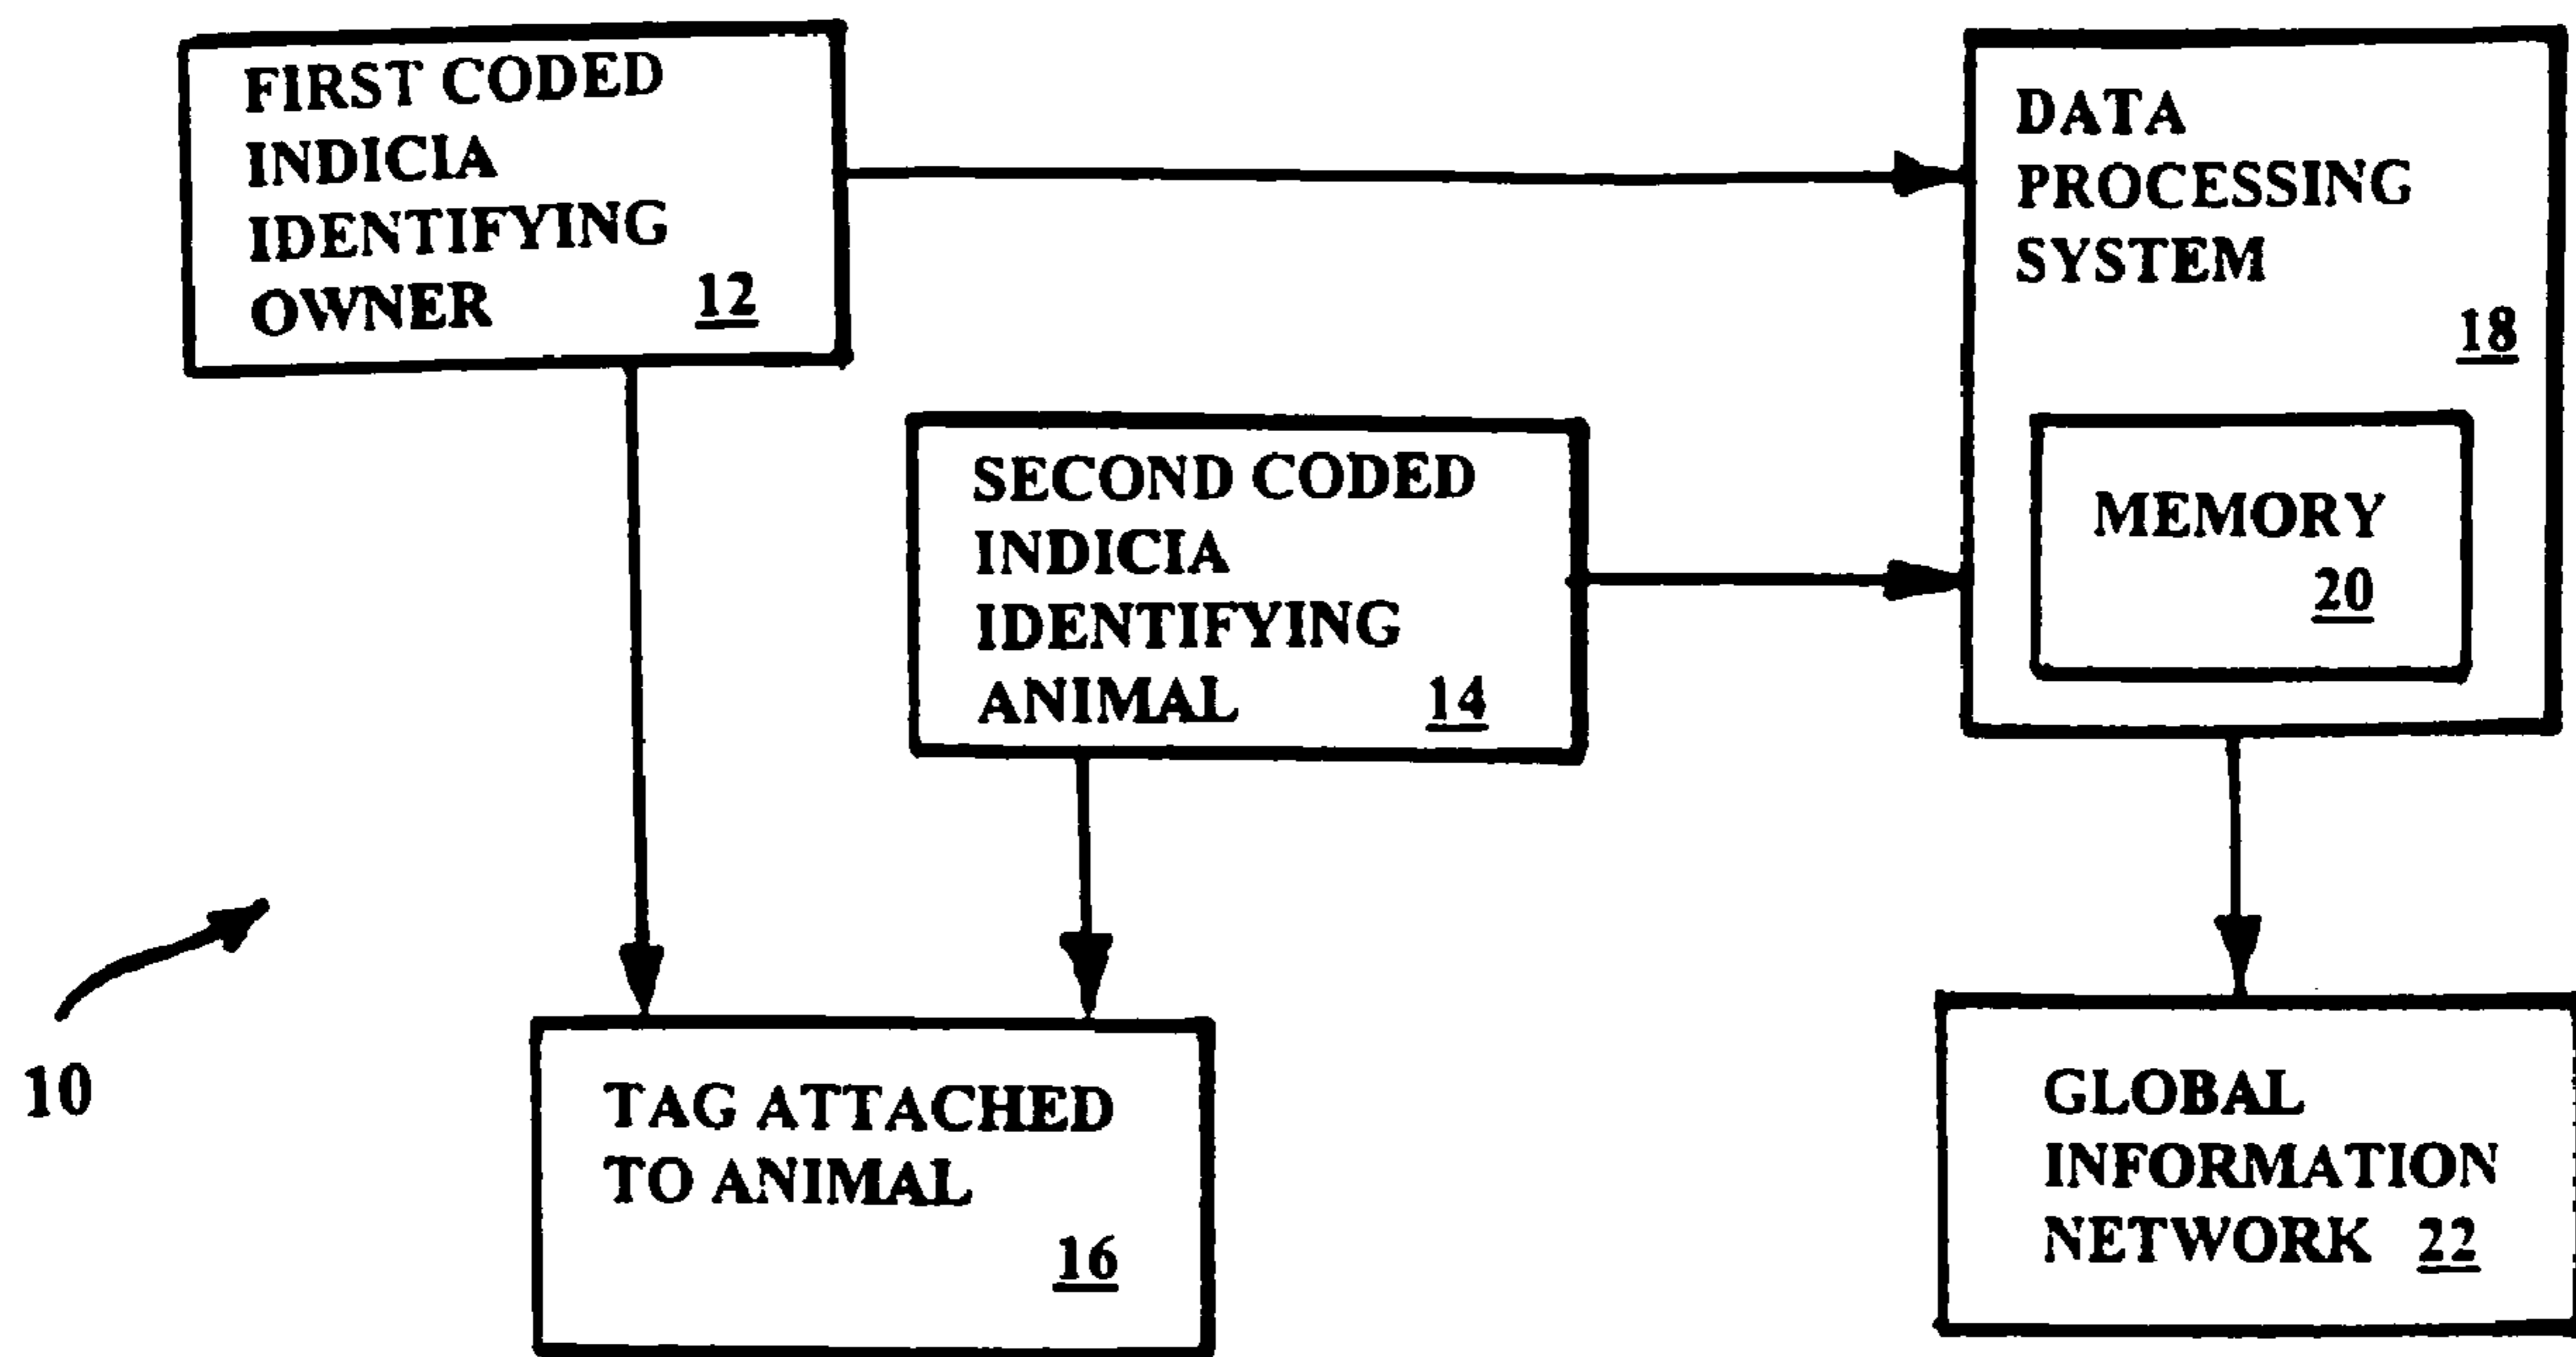 FIRST CODED
INDICIA
IDENTIFYING
OWNER 12
DATA
PROCESSING
SYSTEM
18
MEMORY
20
SECOND CODED
INDICIA
IDENTIFYING
ANIMAL 14
10
TAG ATTACHED
TO ANIMAL
16
GLOBAL
INFORMATION
NETWORK 22